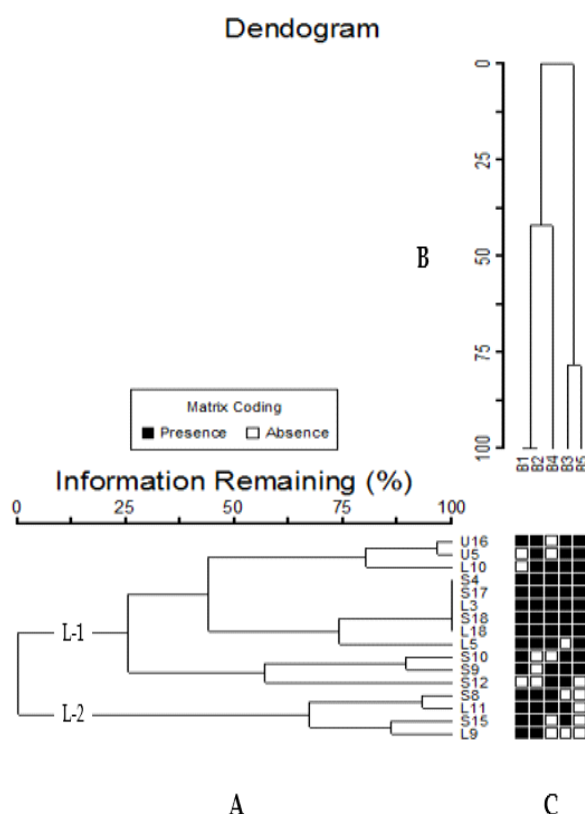 Dendogram
0
25
50
75
100
B
B1 B2 B4 B3 B5
Matrix Coding
Presence Absence
Information Remaining (%)
0 25 50 75 100
U16
U5
L10
S4
S17
L3
S18
L18
L5
S10
S9
S12
S8
L11
S15
L9
L-1
L-2
A C